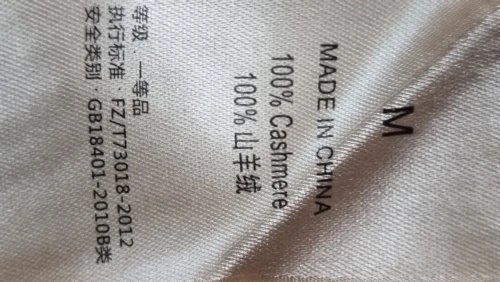 M
MADE IN CHINA
100% Cashmere
100% 山羊绒
等级 · 一等品
执行标准 · FZ/T73018-2012
安全类别 · GB18401-2010B类